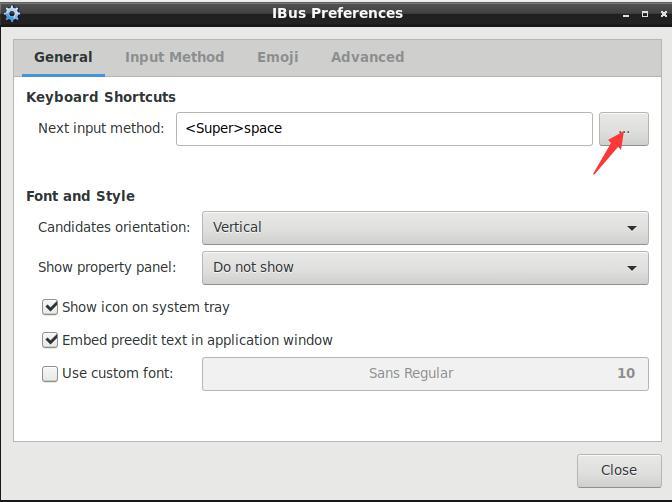 IBus Preferences
General Input Method Emoji Advanced
Keyboard Shortcuts
Next input method: <Super>space ...
Font and Style
Candidates orientation: Vertical
Show property panel: Do not show
Show icon on system tray
Embed preedit text in application window
Use custom font: Sans Regular 10
Close